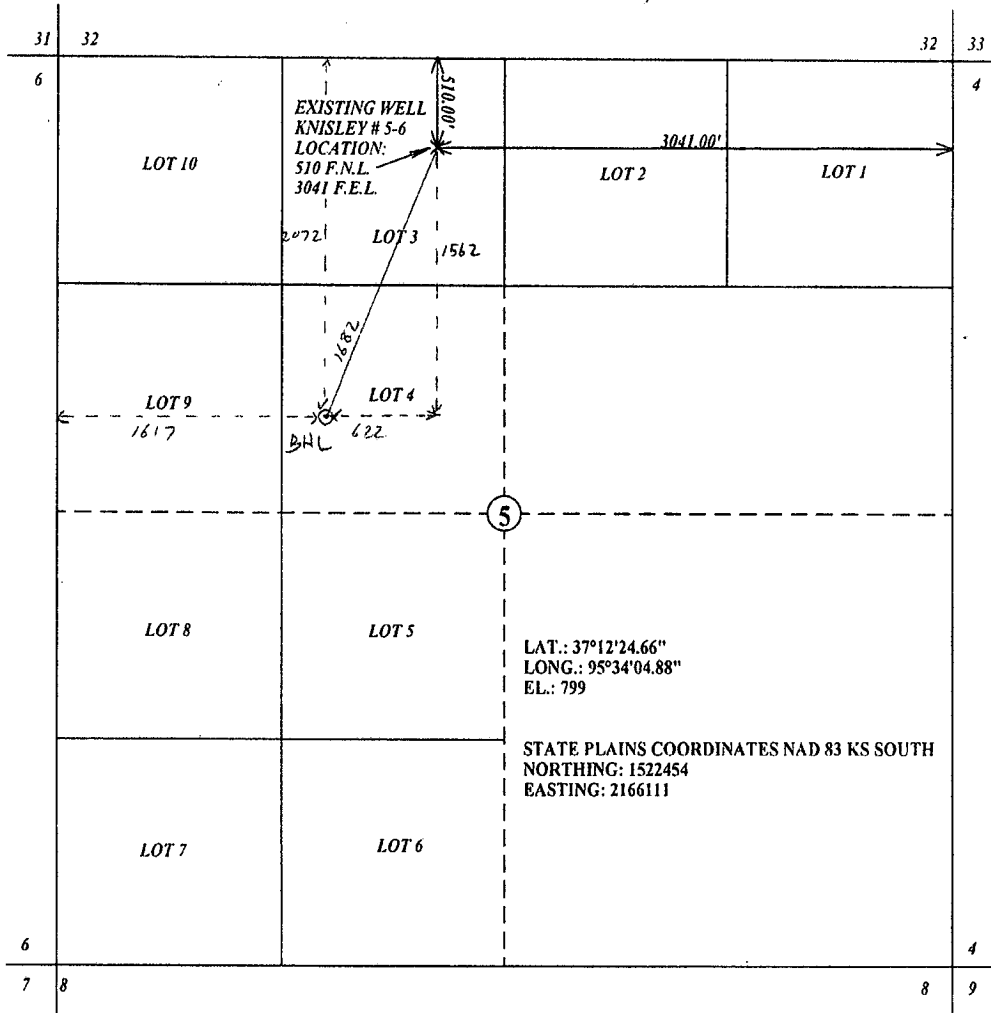 31 32
32 33
6
4
EXISTING WELL
KNISLEY # 5-6
LOCATION:
510 F.N.L.
3041 F.E.L.
510.00'
3041.00'
LOT 10
LOT 2
LOT 1
2072
LOT 3
1562
1682
LOT 9
LOT 4
1617
622
BHL
5
LOT 8
LOT 5
LAT.: 37°12'24.66"
LONG.: 95°34'04.88"
EL.: 799
STATE PLAINS COORDINATES NAD 83 KS SOUTH
NORTHING: 1522454
EASTING: 2166111
LOT 7
LOT 6
6
4
7 8
8 9